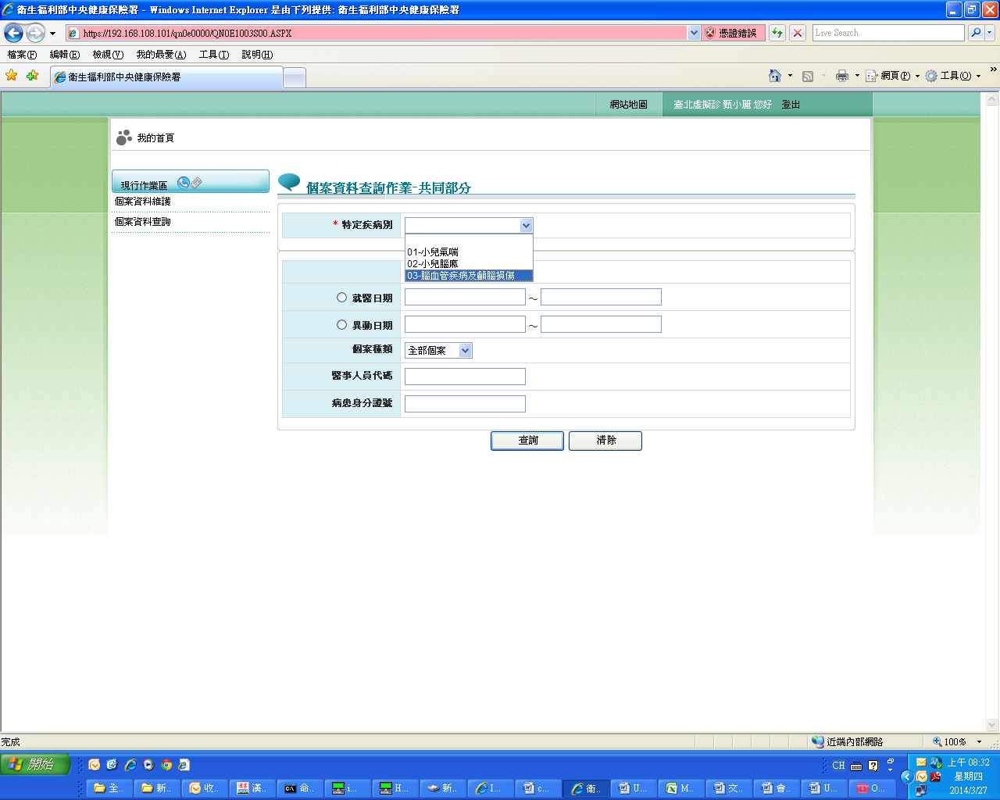 衛生福利部中央健康保險署 - Windows Internet Explorer 是由下列提供: 衛生福利部中央健康保險署
https://192.168.108.101/qn0e0000/QN0E1003S00.ASPX 憑證錯誤 Live Search
檔案(F) 編輯(E) 檢視(V) 我的最愛(A) 工具(T) 說明(H)
衛生福利部中央健康保險署 網頁(P) 工具(O) »
網站地圖 臺北虛擬診 甄小麗 您好 登出
我的首頁
現行作業區
個案資料維護
個案資料查詢
個案資料查詢作業-共同部分
* 特定疾病別
01-小兒氣喘
02-小兒腦麻
03-腦血管疾病及顱腦損傷
就醫日期 ～
異動日期 ～
個案種類 全部個案
醫事人員代碼
病患身分證號
查詢 清除
完成 近端內部網路 100%
開始 CH 上午 08:32
星期四
2014/3/27
全.. 新.. 收.. 漢.. 命.. i... H... 新.. I... c... 衛.. U... M.. 文.. 會.. U... O...